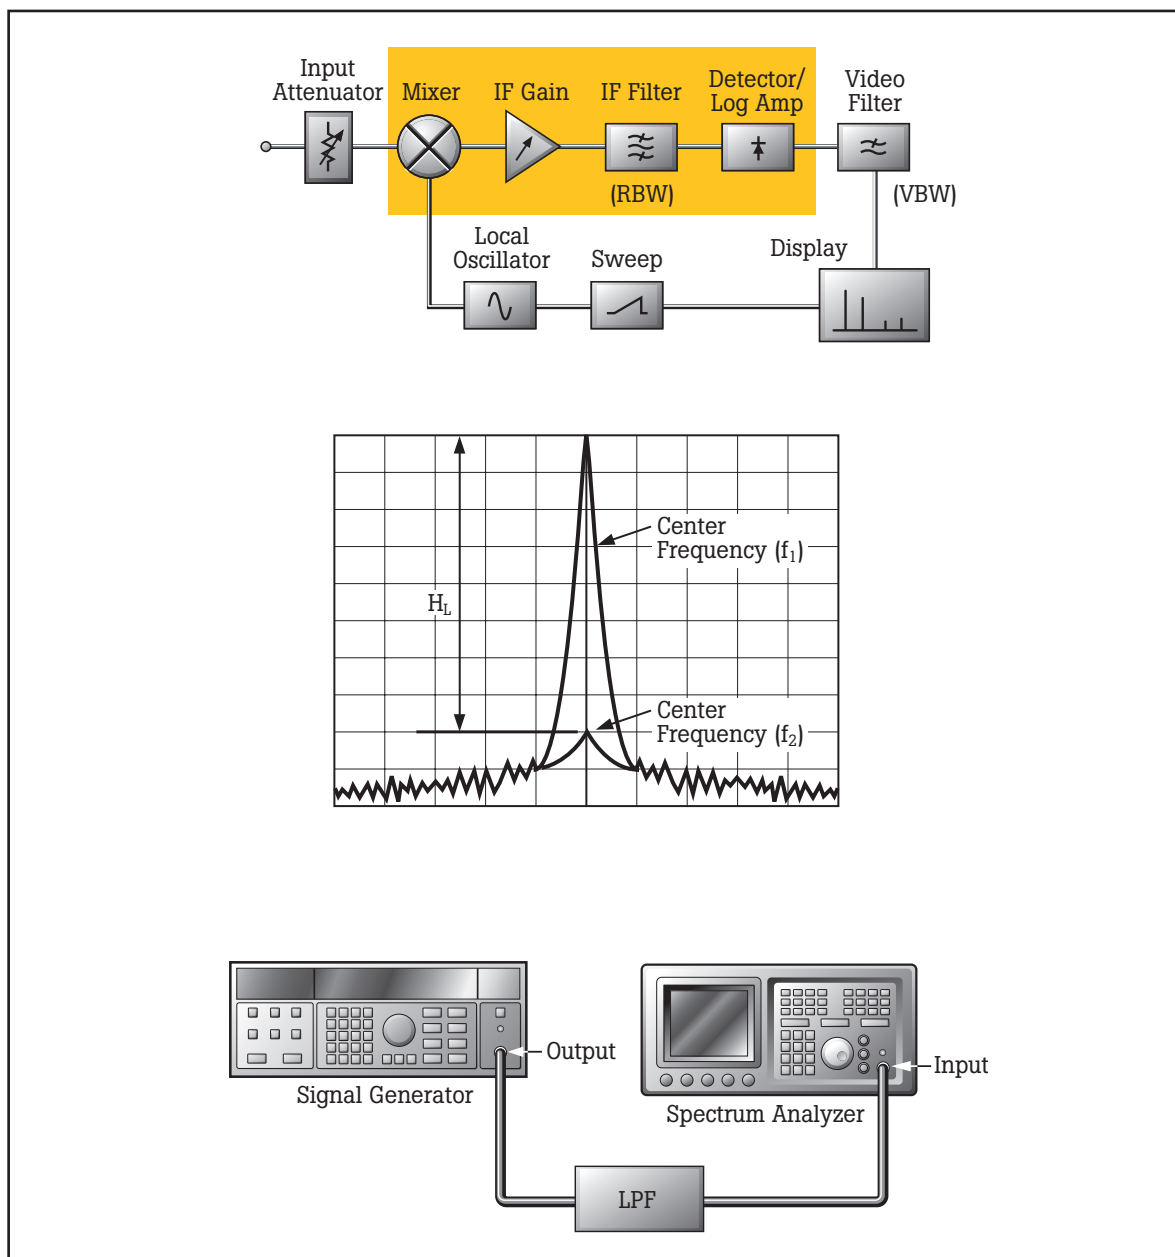 Input
Attenuator
Mixer
IF Gain
IF Filter
Detector/
Log Amp
Video
Filter
(RBW)
(VBW)
Local
Oscillator
Sweep
Display
Center
Frequency (f₁)
H_L
Center
Frequency (f₂)
Output
Input
Signal Generator
Spectrum Analyzer
LPF